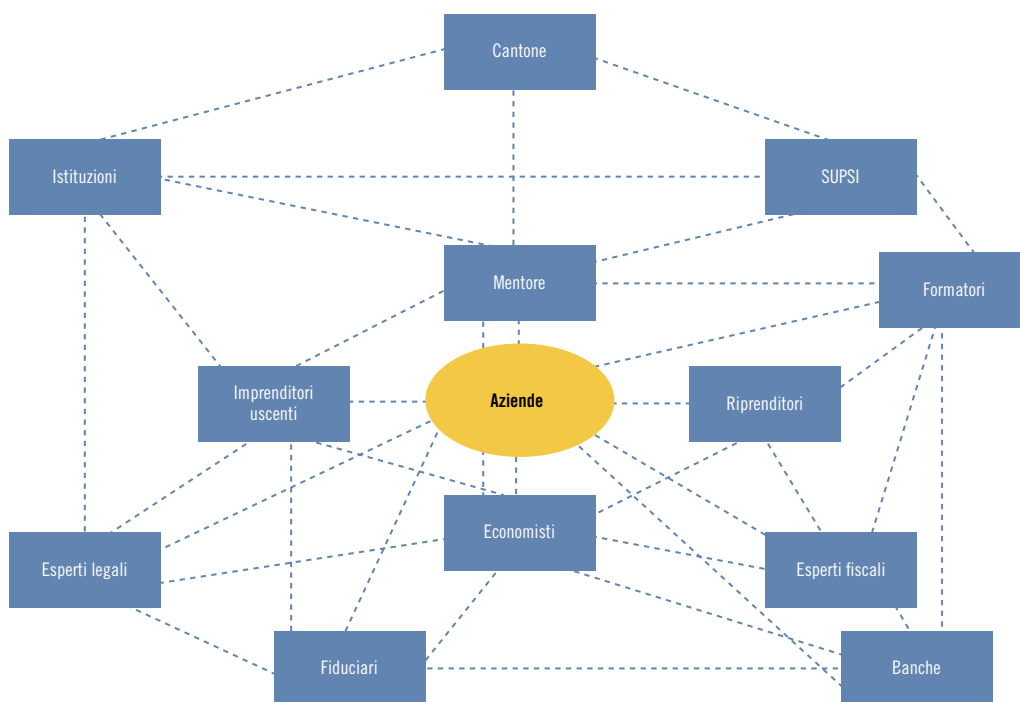 Cantone
Istituzioni
SUPSI
Mentore
Formatori
Imprenditori
uscenti
Aziende
Riprenditori
Economisti
Esperti legali
Esperti fiscali
Fiduciari
Banche